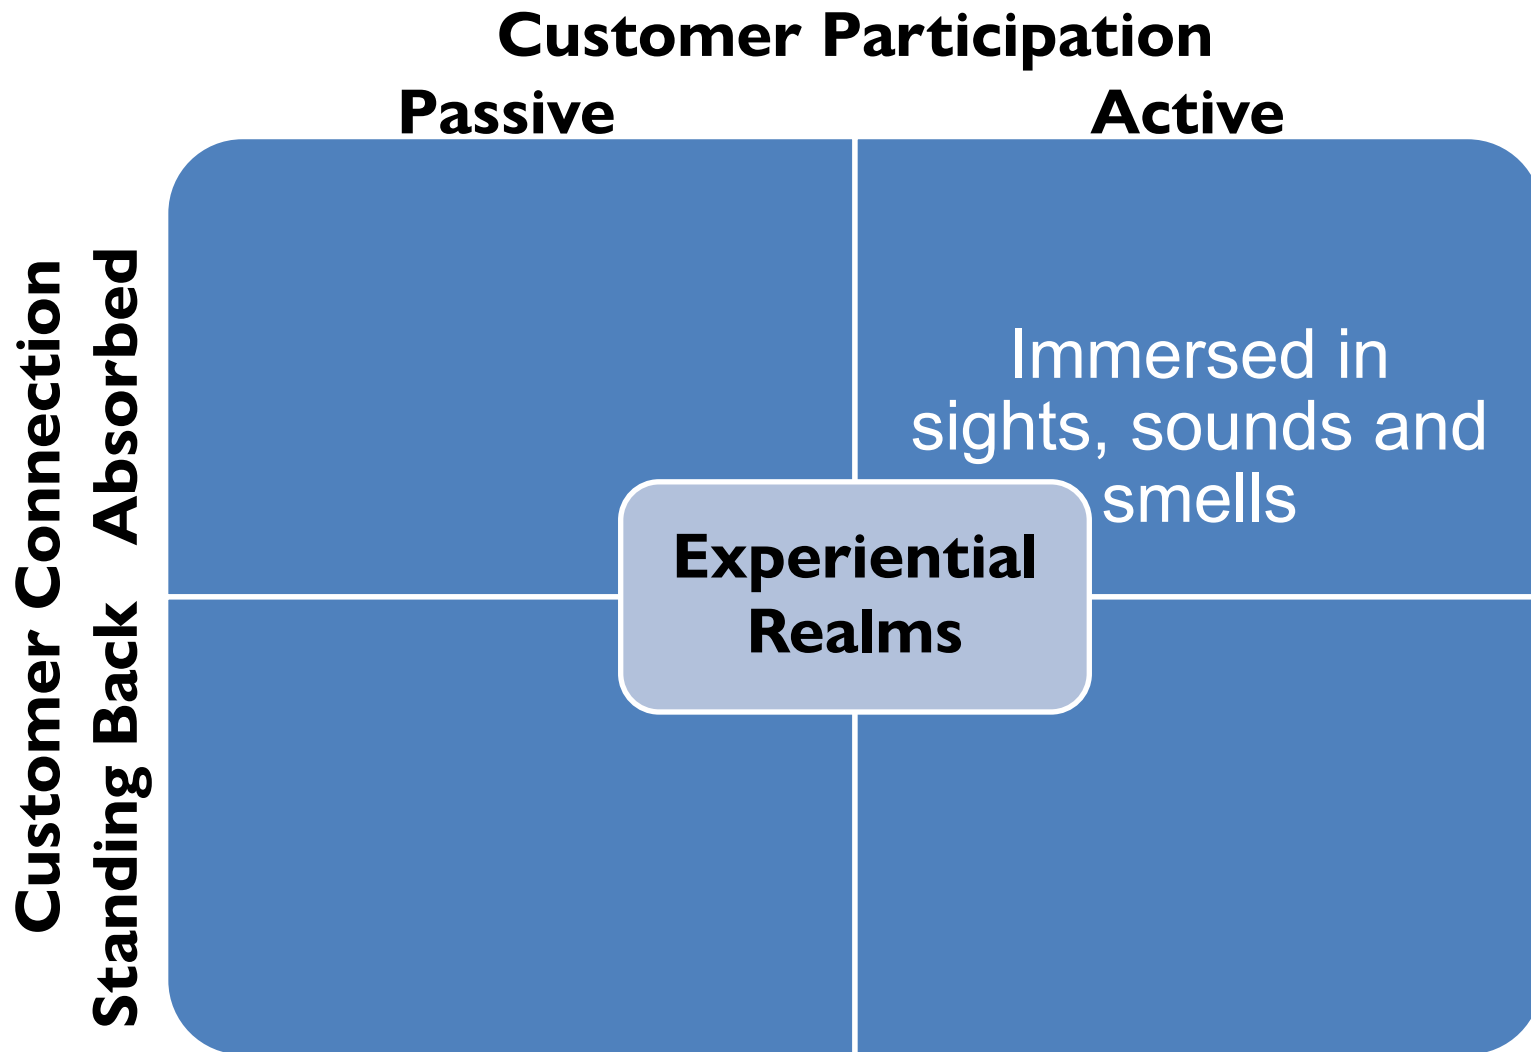 Customer Participation
Passive Active
Customer Connection
Absorbed
Standing Back
Immersed in
sights, sounds and
smells
Experiential
Realms